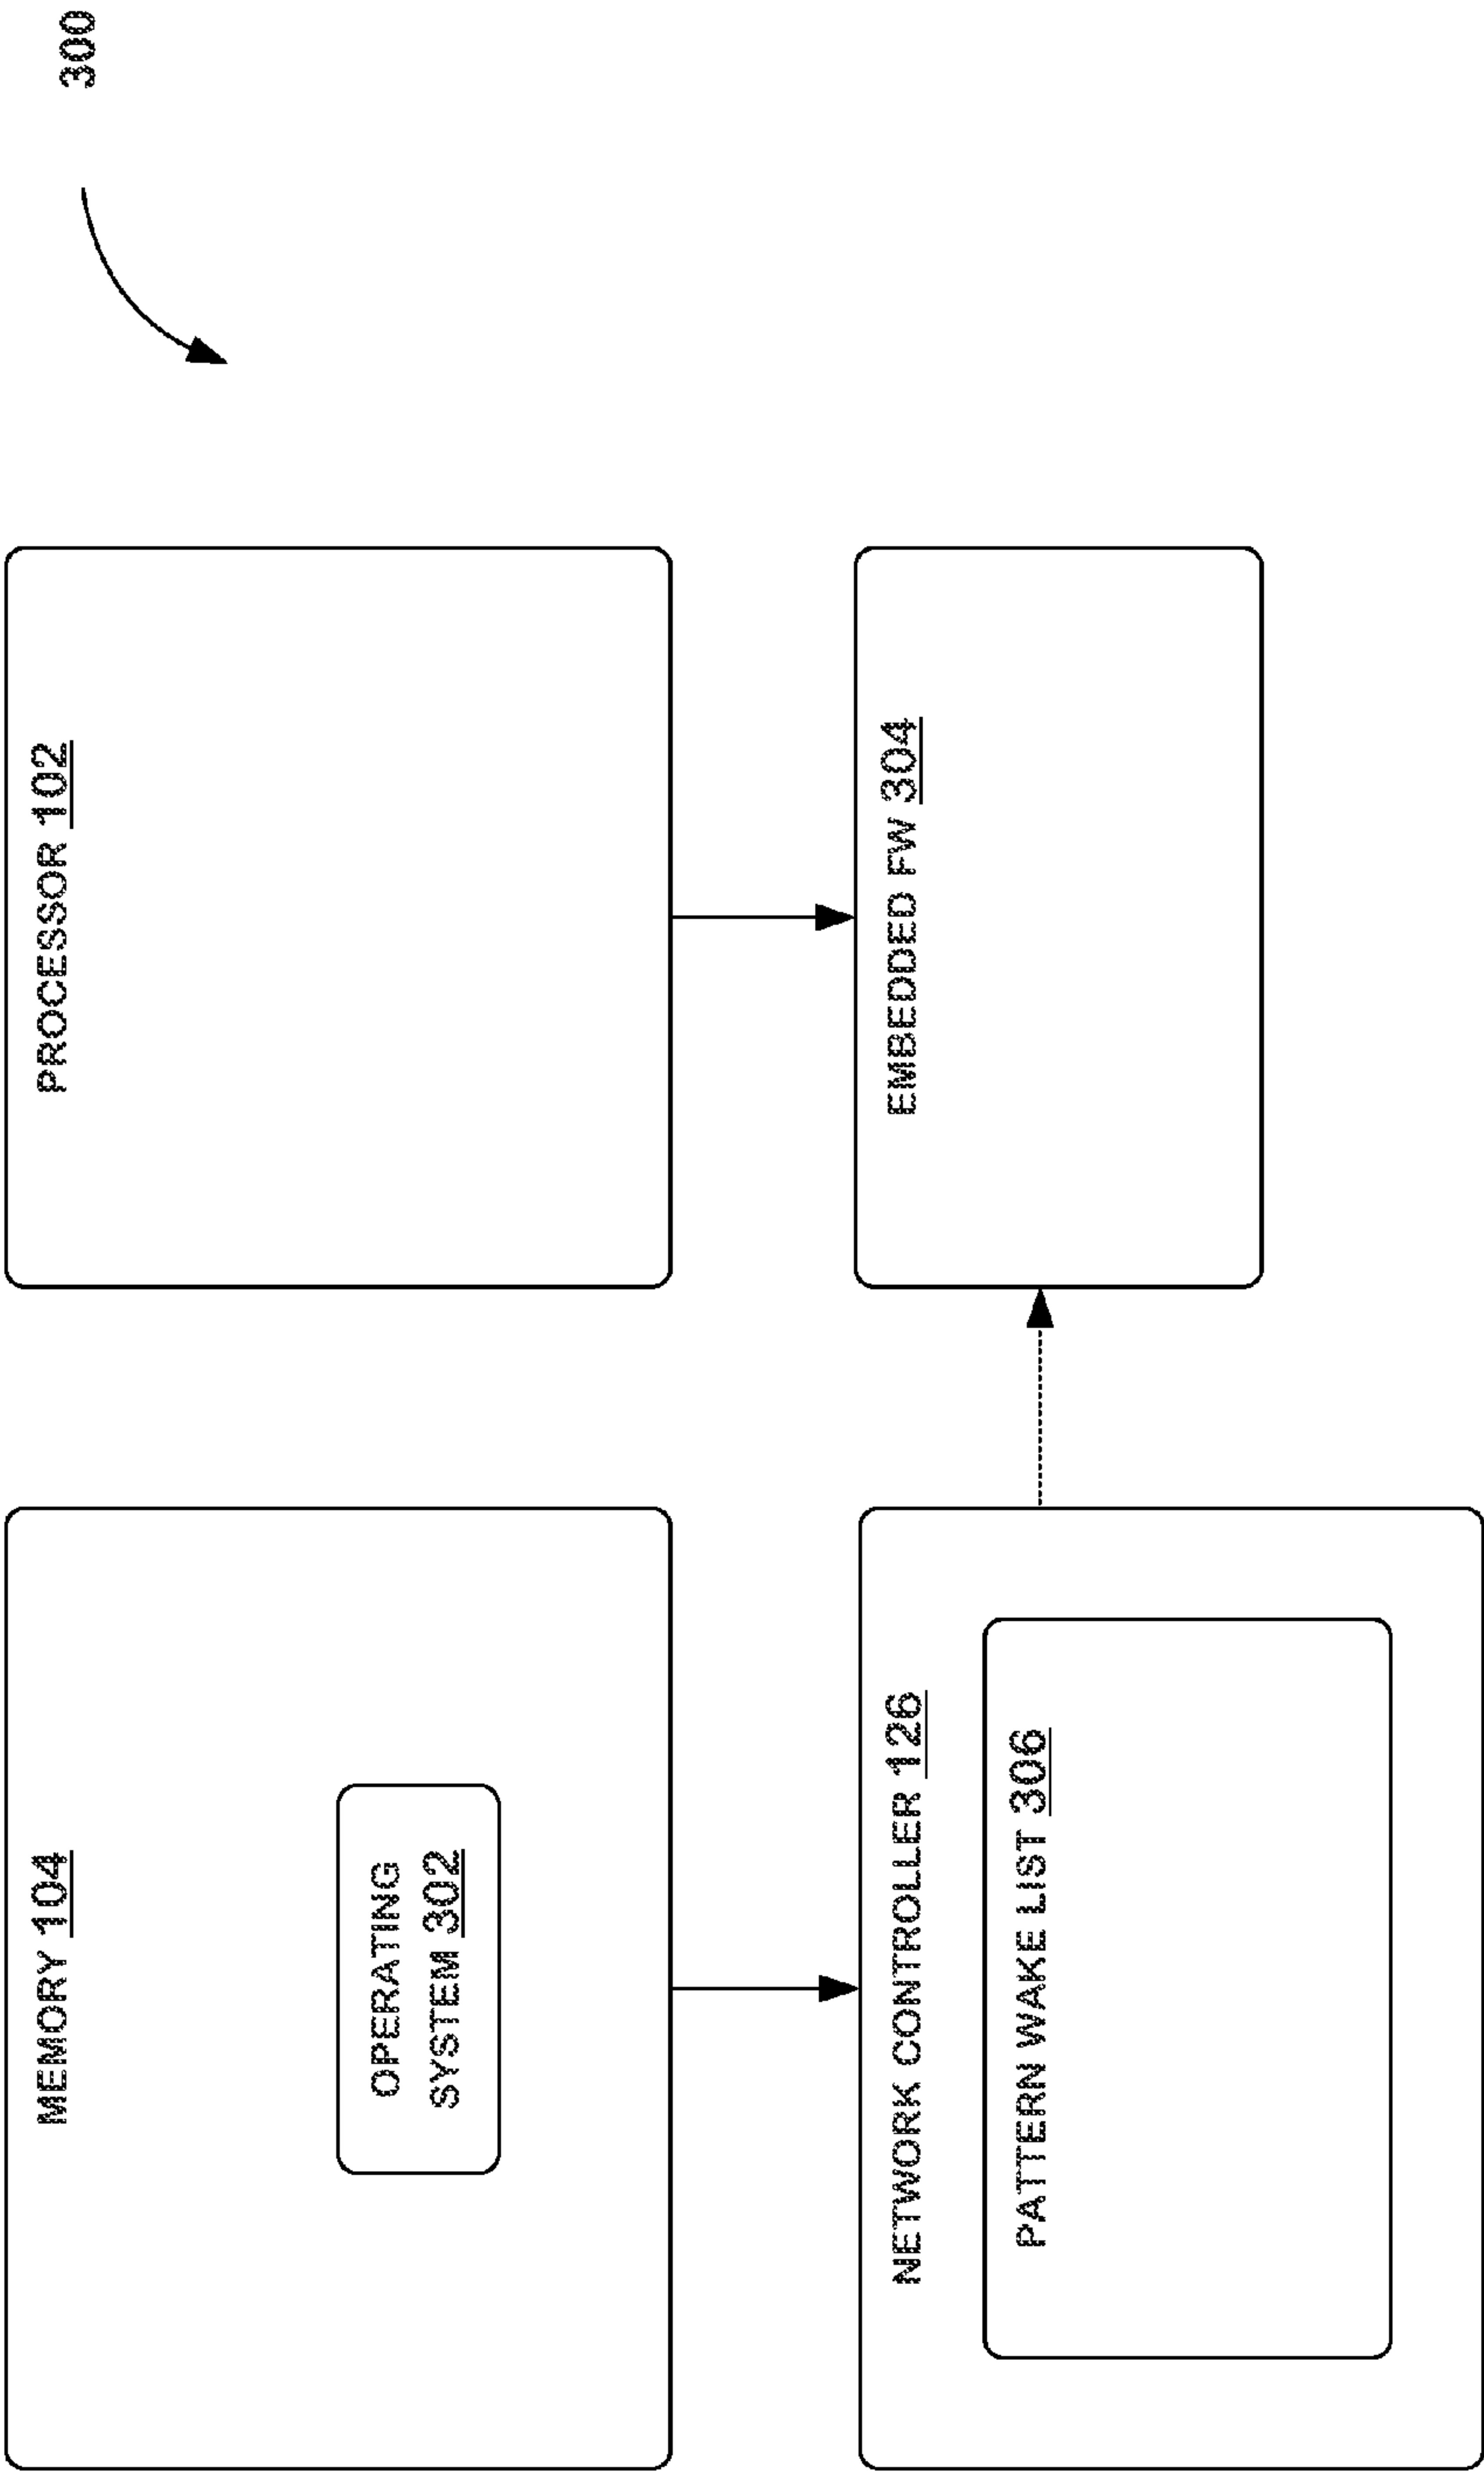 300
MEMORY 104
OPERATING
SYSTEM 302
PROCESSOR 102
NETWORK CONTROLLER 126
PATTERN WAKE LIST 306
EMBEDDED FW 304